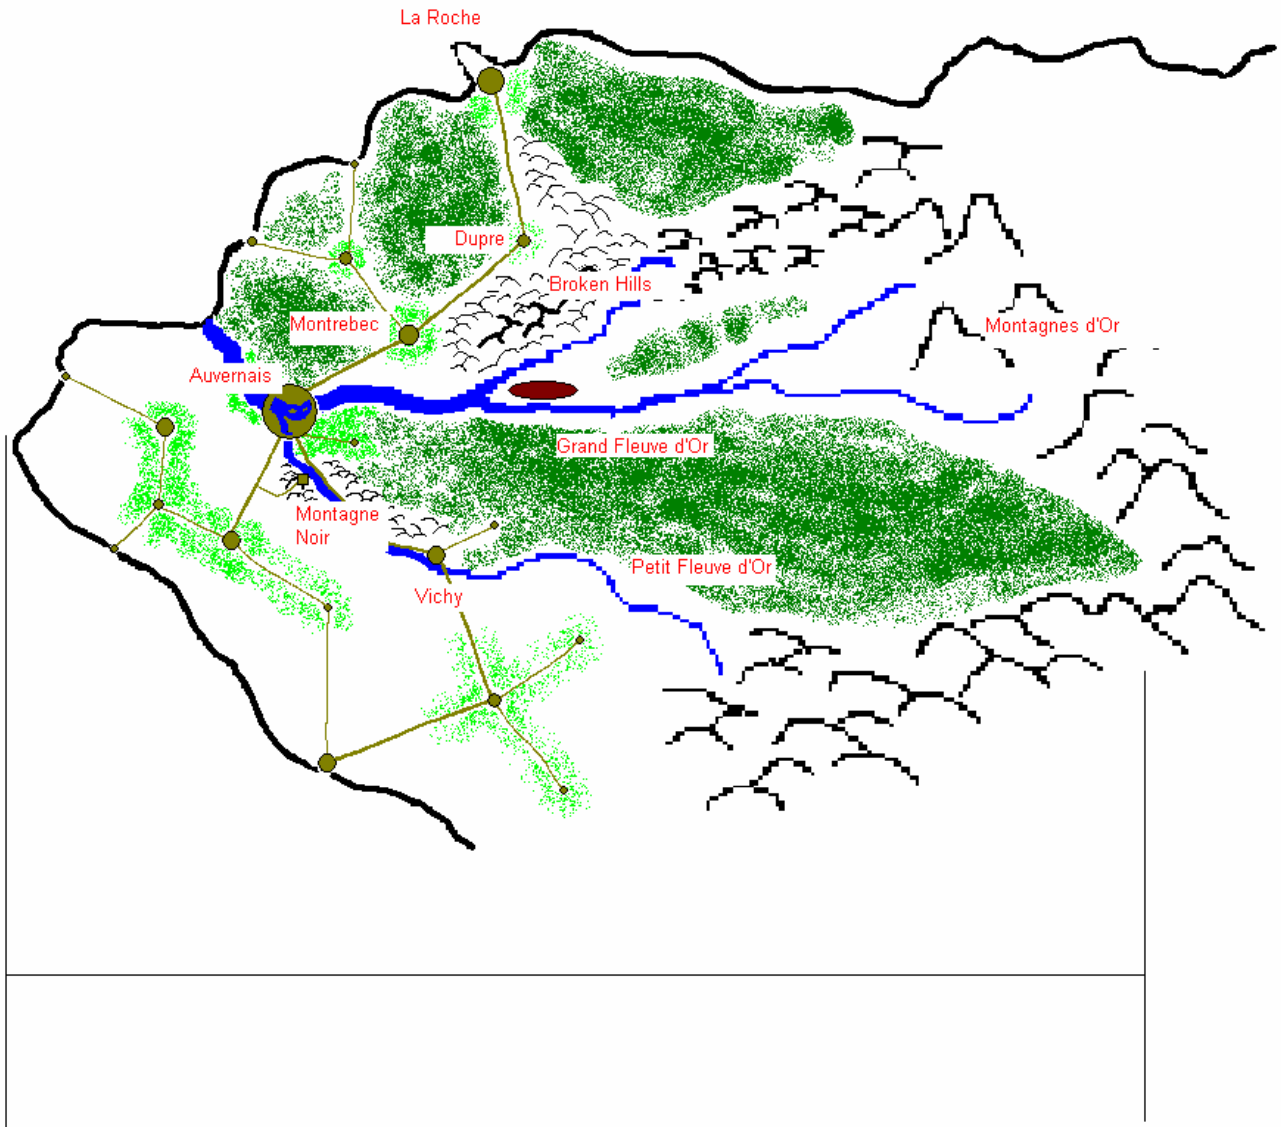 La Roche
Dupre
Broken Hills
Montrebec
Montagnes d'Or
Auvernais
Grand Fleuve d'Or
Montagne
Noir
Petit Fleuve d'Or
Vichy